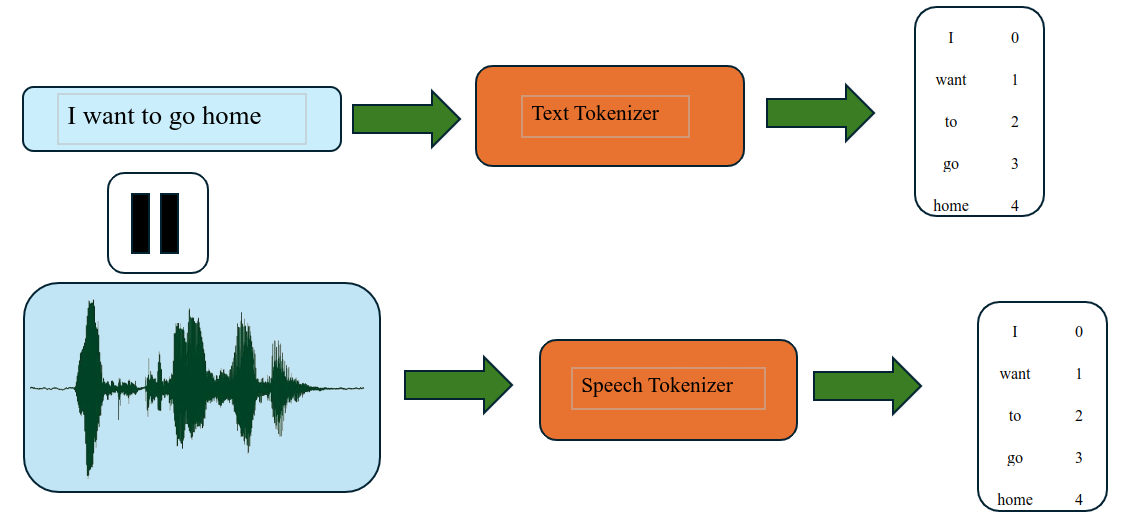 I want to go home
Text Tokenizer
I 0
want 1
to 2
go 3
home 4
Speech Tokenizer
I 0
want 1
to 2
go 3
home 4